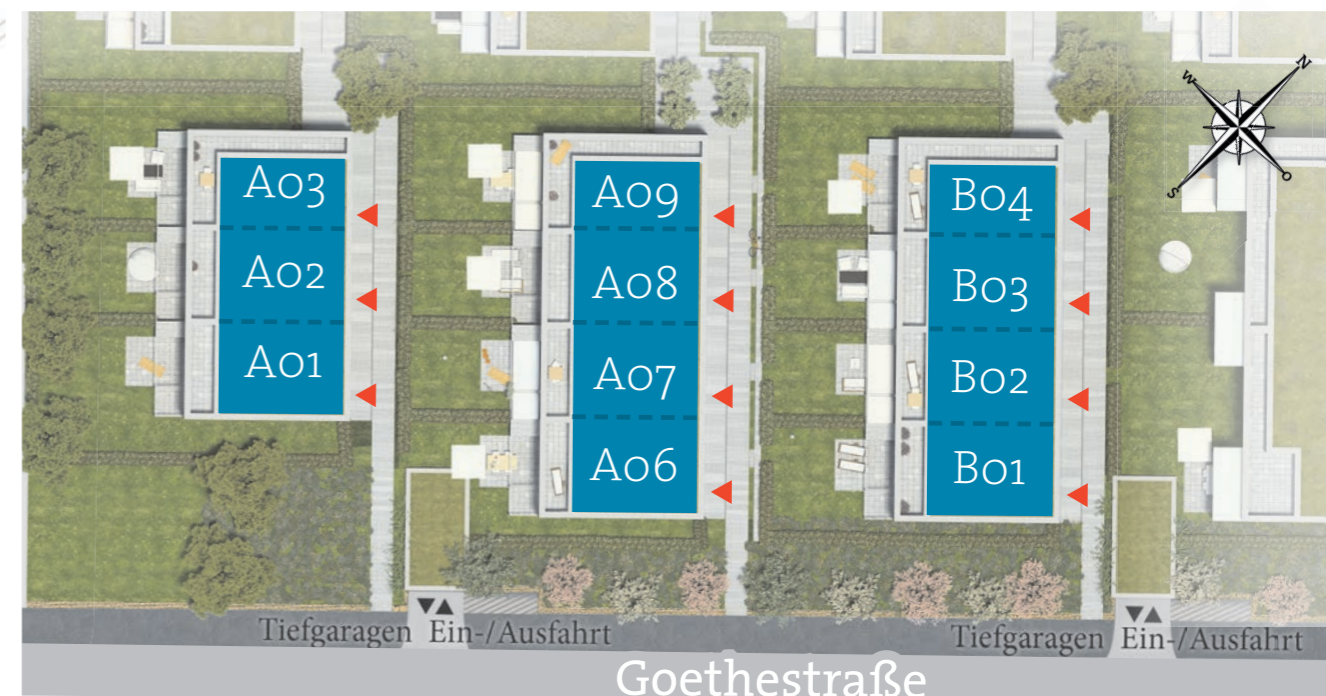 N
W
O
S
A03
A02
A01
A09
A08
A07
A06
B04
B03
B02
B01
Tiefgaragen Ein-/Ausfahrt
Tiefgaragen Ein-/Ausfahrt
Goethestraße